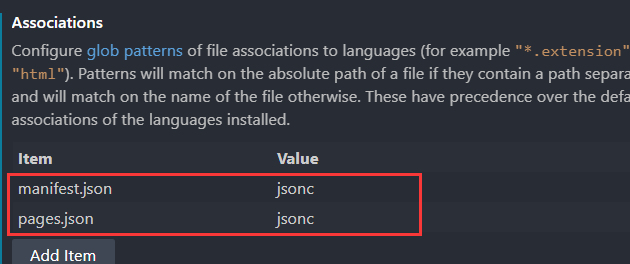 Associations
Configure glob patterns of file associations to languages (for example "*.extension"
"html"). Patterns will match on the absolute path of a file if they contain a path separa
and will match on the name of the file otherwise. These have precedence over the defa
associations of the languages installed.
Item Value
manifest.json jsonc
pages.json jsonc
Add Item